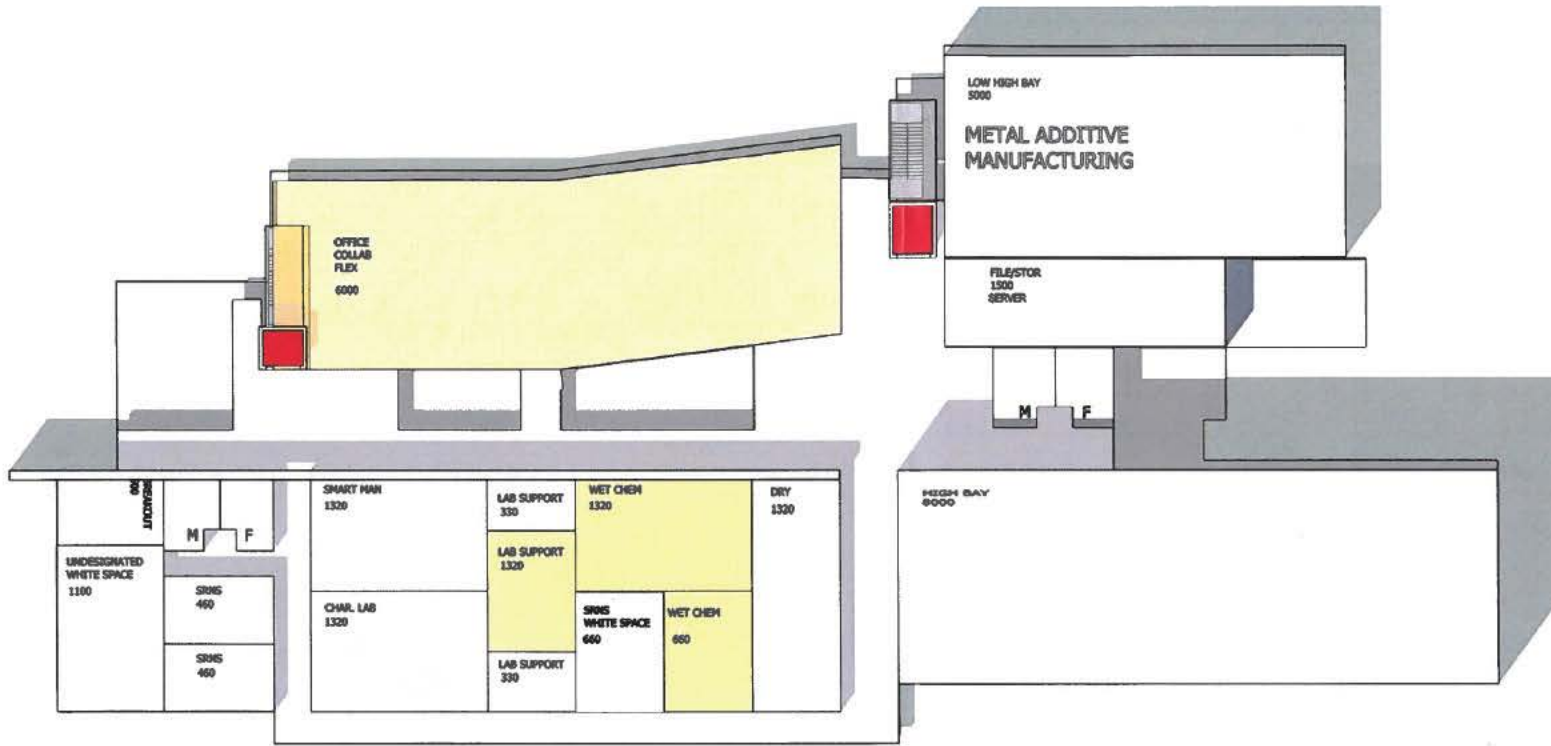 LOW HIGH BAY
5000
METAL ADDITIVE
MANUFACTURING
OFFICE
COLLAB
FLEX
6000
FILE/STOR
1500
SERVER
M
F
BREAKOUT
SMART MAN
1320
LAB SUPPORT
330
WET CHEM
1320
DRY
1320
HIGH BAY
8000
M
F
UNDESIGNATED
WHITE SPACE
1100
LAB SUPPORT
1320
SRNS
460
CHAR. LAB
1320
SRNS
WHITE SPACE
660
WET CHEM
660
SRNS
460
LAB SUPPORT
330